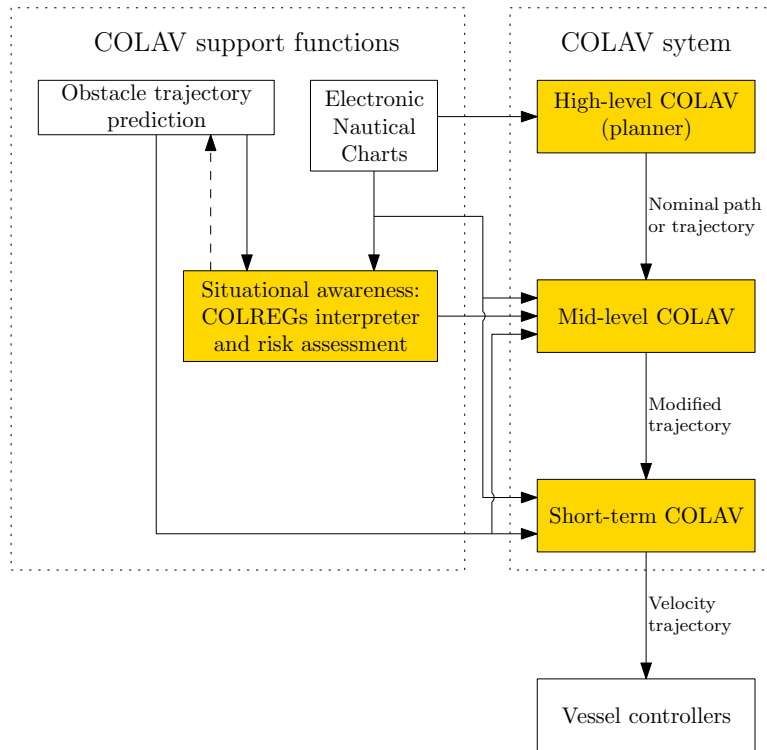 COLAV support functions
Obstacle trajectory
prediction
Electronic
Nautical
Charts
Situational awareness:
COLREGs interpreter
and risk assessment
COLAV sytem
High-level COLAV
(planner)
Nominal path
or trajectory
Mid-level COLAV
Modified
trajectory
Short-term COLAV
Velocity
trajectory
Vessel controllers